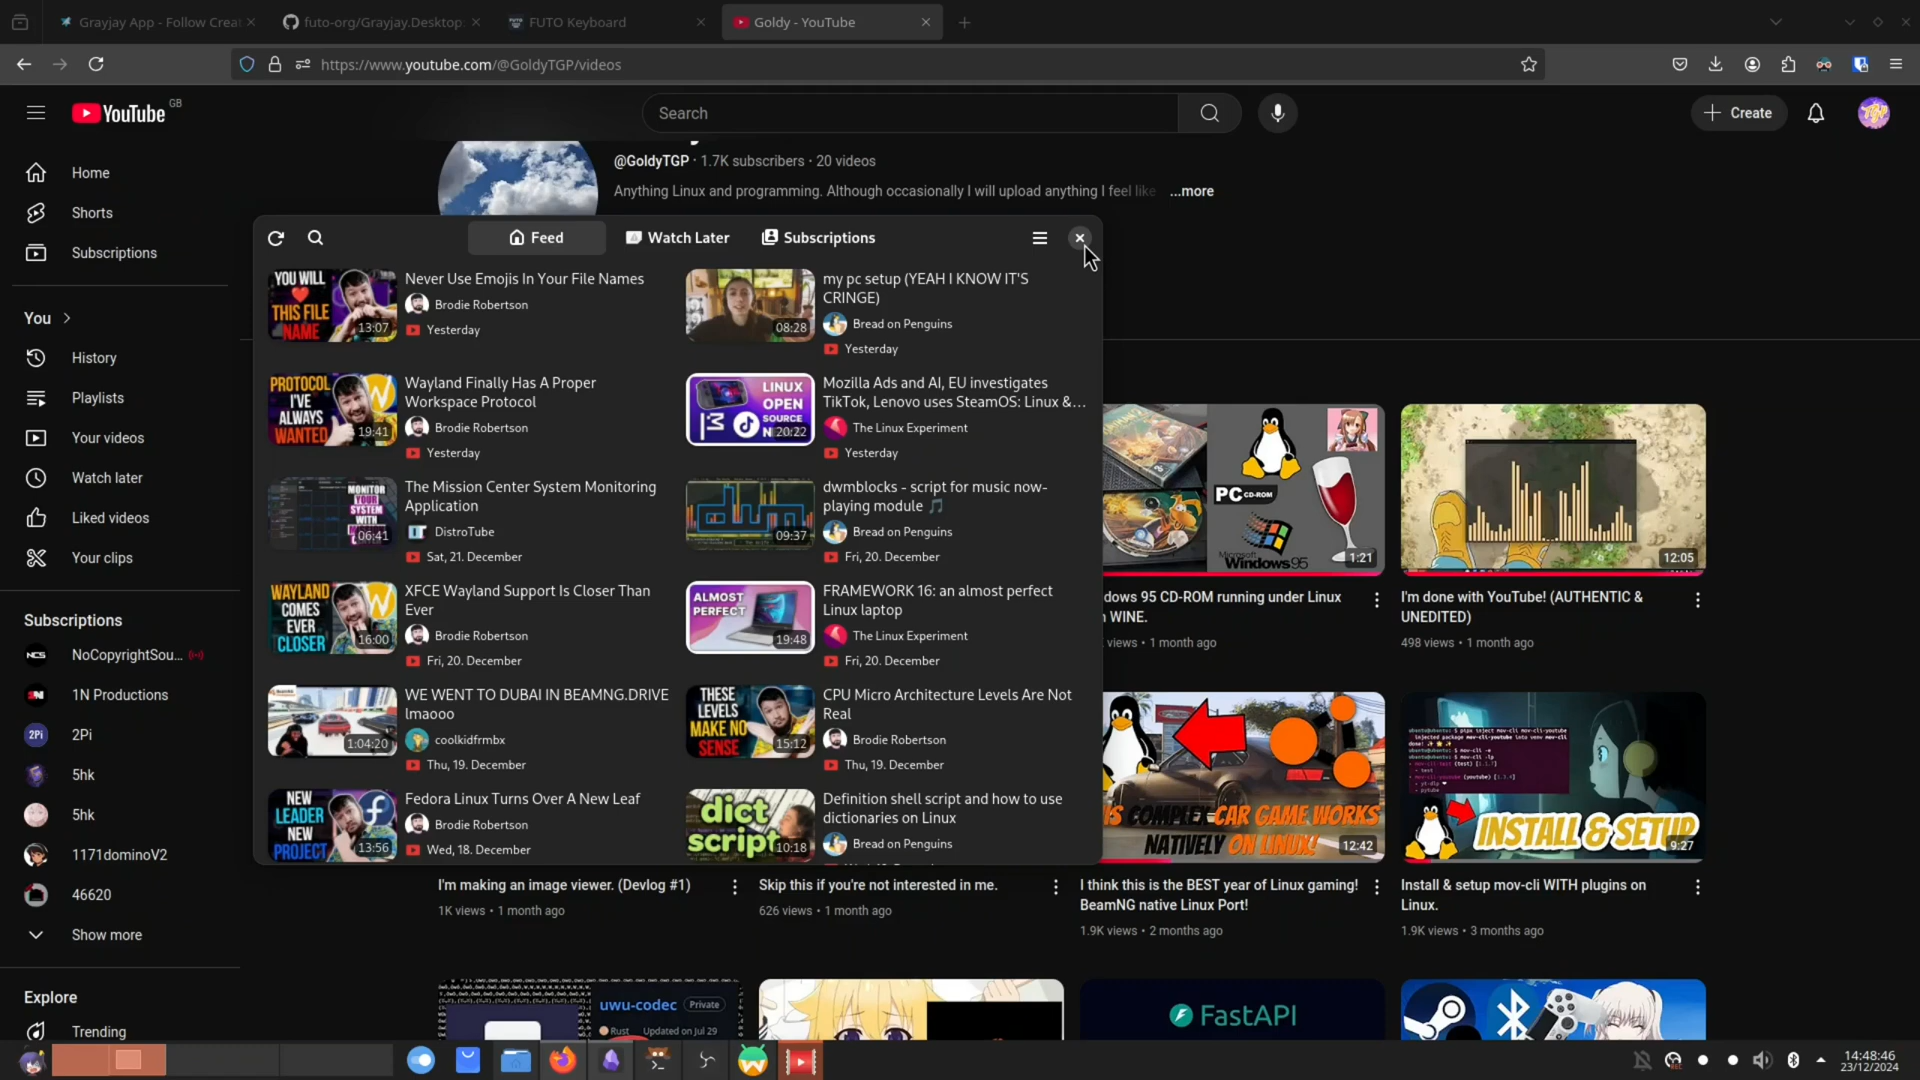 Grayjay App - Follow Creat
futo-org/Grayjay.Desktop:
FUTO Keyboard
Goldy - YouTube
https://www.youtube.com/@GoldyTGP/videos
YouTube GB
Search
Create
@GoldyTGP · 1.7K subscribers · 20 videos
Anything Linux and programming. Although occasionally I will upload anything I feel like ...more
Home
Shorts
Subscriptions
You
History
Playlists
Your videos
Watch later
Liked videos
Your clips
Subscriptions
NoCopyrightSou...
1N Productions
2Pi
5hk
5hk
1171dominoV2
46620
Show more
Explore
Trending
Feed
Watch Later
Subscriptions
YOU WILL
THIS FILE
NAME
13:07
Never Use Emojis In Your File Names
Brodie Robertson
Yesterday
08:28
my pc setup (YEAH I KNOW IT'S
CRINGE)
Bread on Penguins
Yesterday
PROTOCOL
I'VE
ALWAYS
WANTED
19:41
Wayland Finally Has A Proper
Workspace Protocol
Brodie Robertson
Yesterday
LINUX
OPEN
SOURCE
20:22
Mozilla Ads and AI, EU investigates
TikTok, Lenovo uses SteamOS: Linux &...
The Linux Experiment
Yesterday
MONITOR
YOUR
SYSTEM
WITH
06:41
The Mission Center System Monitoring
Application
DistroTube
Sat, 21. December
09:37
dwmblocks - script for music now-
playing module 🎵
Bread on Penguins
Fri, 20. December
WAYLAND
COMES
EVER
CLOSER
16:00
XFCE Wayland Support Is Closer Than
Ever
Brodie Robertson
Fri, 20. December
ALMOST
PERFECT
19:48
FRAMEWORK 16: an almost perfect
Linux laptop
The Linux Experiment
Fri, 20. December
1:04:20
WE WENT TO DUBAI IN BEAMNG.DRIVE
lmaooo
coolkidfrmbx
Thu, 19. December
THESE
LEVELS
MAKE NO
SENSE
15:12
CPU Micro Architecture Levels Are Not
Real
Brodie Robertson
Thu, 19. December
NEW
LEADER
NEW
PROJECT
13:56
Fedora Linux Turns Over A New Leaf
Brodie Robertson
Wed, 18. December
dict
script
10:18
Definition shell script and how to use
dictionaries on Linux
Bread on Penguins
PC CD-ROM
Microsoft
Windows95
1:21
dows 95 CD-ROM running under Linux
WINE.
views • 1 month ago
12:05
I'm done with YouTube! (AUTHENTIC &
UNEDITED)
498 views • 1 month ago
IS COMPLEX CAR GAME WORKS
NATIVELY ON LINUX!
12:42
INSTALL & SETUP
9:27
I'm making an image viewer. (Devlog #1)
1K views • 1 month ago
Skip this if you're not interested in me.
626 views • 1 month ago
I think this is the BEST year of Linux gaming!
BeamNG native Linux Port!
1.9K views • 2 months ago
Install & setup mov-cli WITH plugins on
Linux.
1.9K views • 3 months ago
uwu-codec Private
Rust Updated on Jul 29
FastAPI
14:48:46
23/12/2024